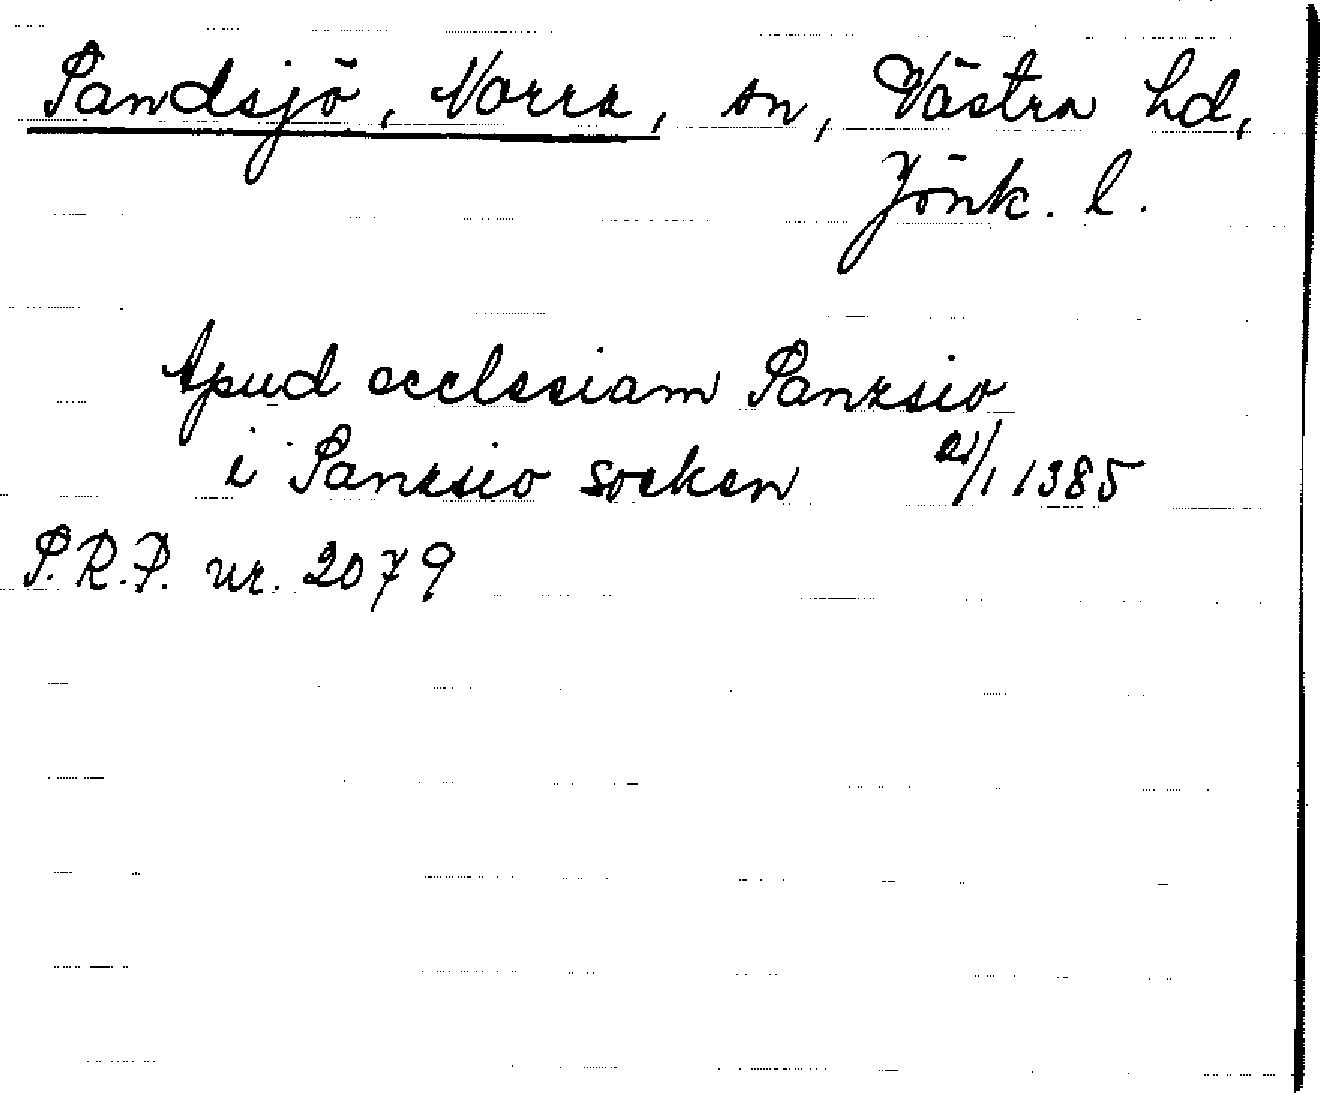 Sandsjö, Norra, sn, Västra hd,
Jönk. l.
Apud ecclesiam Sanzsio
i Sanzsio socken 21/1 1385
S.R.P. nr. 2079